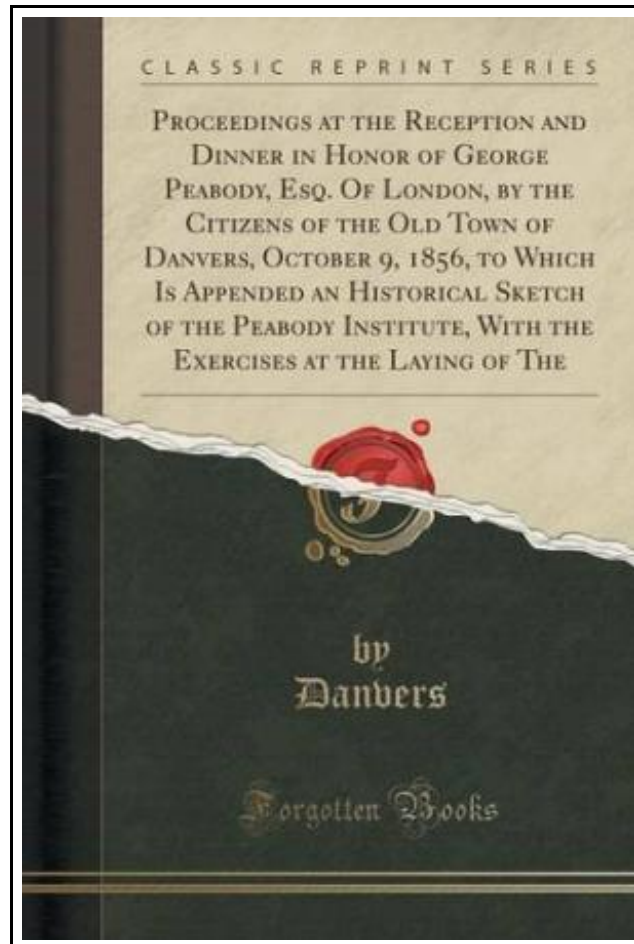 CLASSIC REPRINT SERIES
PROCEEDINGS AT THE RECEPTION AND
DINNER IN HONOR OF GEORGE
PEABODY, ESQ. OF LONDON, BY THE
CITIZENS OF THE OLD TOWN OF
DANVERS, OCTOBER 9, 1856, TO WHICH
IS APPENDED AN HISTORICAL SKETCH
OF THE PEABODY INSTITUTE, WITH THE
EXERCISES AT THE LAYING OF THE
by
Danvers
Forgotten Books